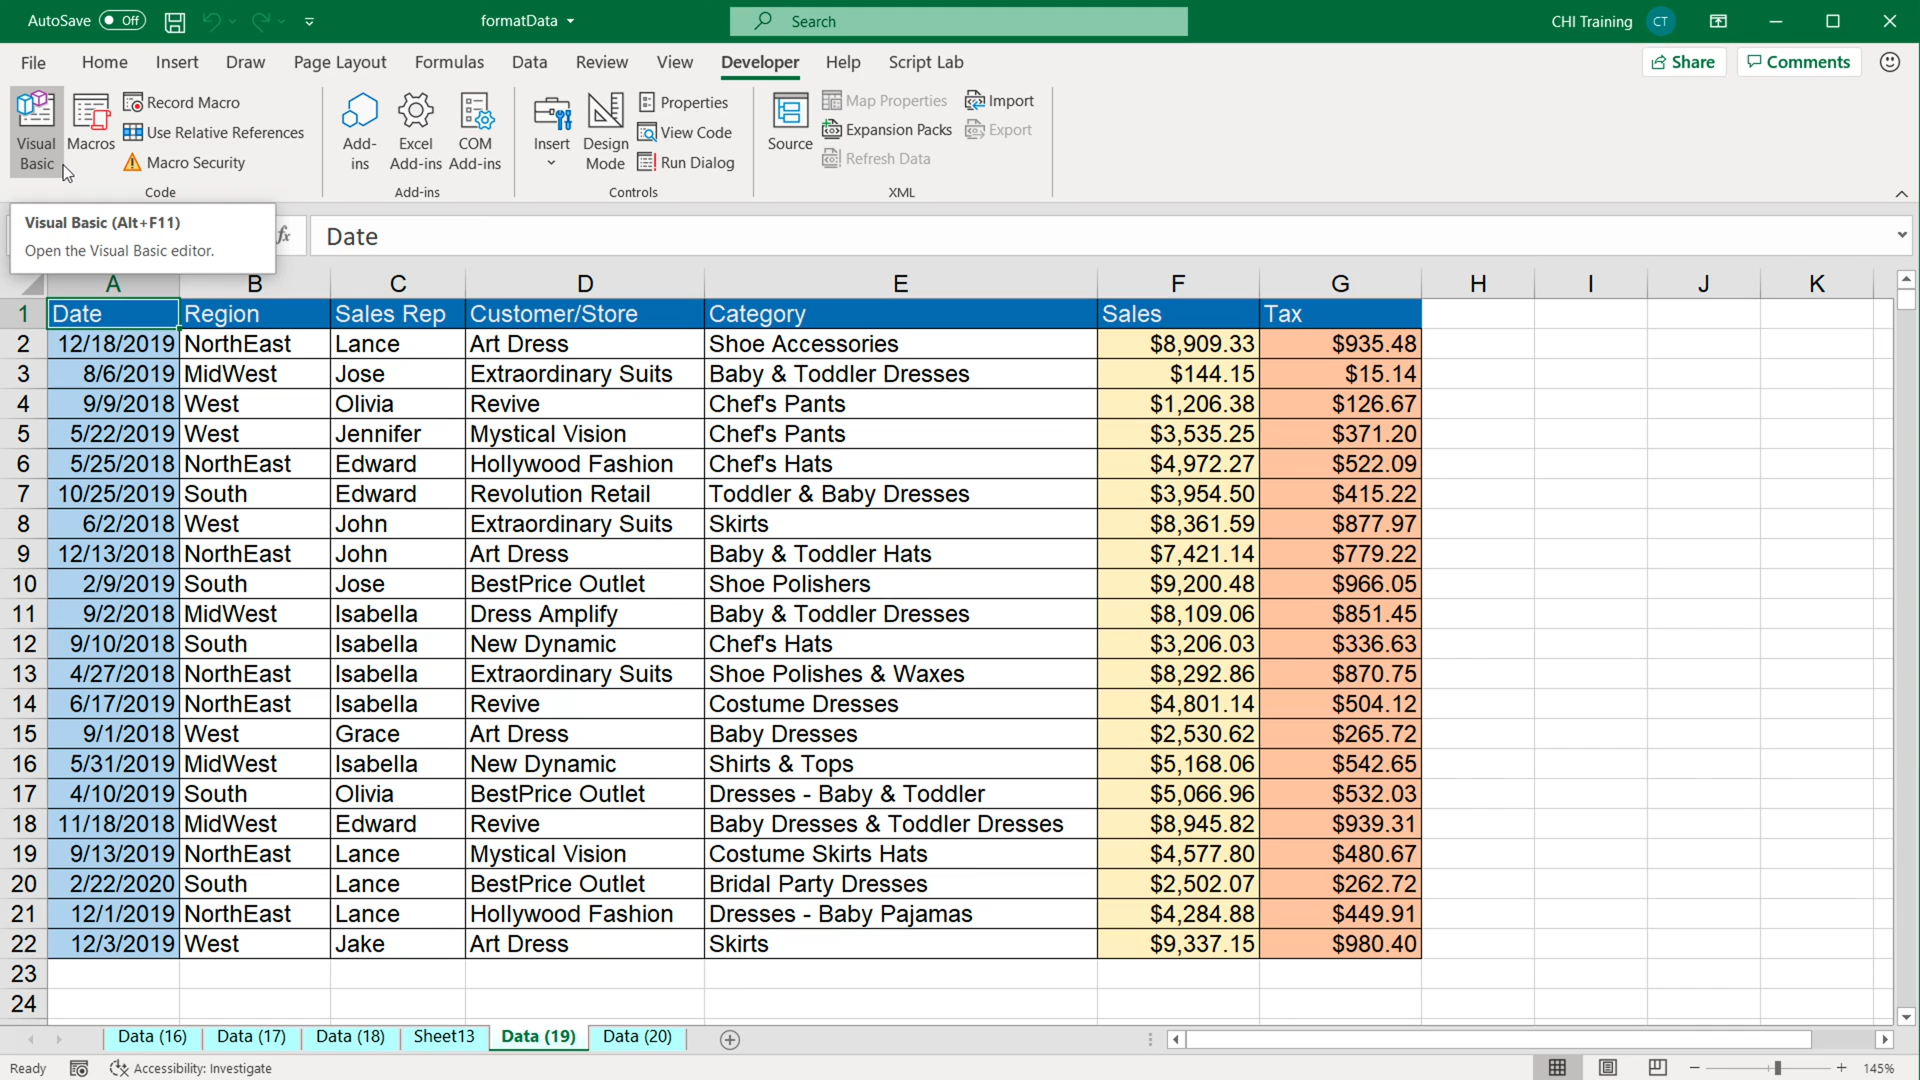 AutoSave Off formatData Search CHI Training CT
File Home Insert Draw Page Layout Formulas Data Review View Developer Help Script Lab Share Comments
Visual Basic
Macros
Record Macro
Use Relative References
Macro Security
Code
Add-ins
Excel Add-ins
COM Add-ins
Add-ins
Insert
Design Mode
Properties
View Code
Run Dialog
Controls
Source
Map Properties
Expansion Packs
Refresh Data
Import
Export
XML
Visual Basic (Alt+F11)
Open the Visual Basic editor.
fx Date
A B C D E F G H I J K
1 Date Region Sales Rep Customer/Store Category Sales Tax
2 12/18/2019 NorthEast Lance Art Dress Shoe Accessories $8,909.33 $935.48
3 8/6/2019 MidWest Jose Extraordinary Suits Baby & Toddler Dresses $144.15 $15.14
4 9/9/2018 West Olivia Revive Chef's Pants $1,206.38 $126.67
5 5/22/2019 West Jennifer Mystical Vision Chef's Pants $3,535.25 $371.20
6 5/25/2018 NorthEast Edward Hollywood Fashion Chef's Hats $4,972.27 $522.09
7 10/25/2019 South Edward Revolution Retail Toddler & Baby Dresses $3,954.50 $415.22
8 6/2/2018 West John Extraordinary Suits Skirts $8,361.59 $877.97
9 12/13/2018 NorthEast John Art Dress Baby & Toddler Hats $7,421.14 $779.22
10 2/9/2019 South Jose BestPrice Outlet Shoe Polishers $9,200.48 $966.05
11 9/2/2018 MidWest Isabella Dress Amplify Baby & Toddler Dresses $8,109.06 $851.45
12 9/10/2018 South Isabella New Dynamic Chef's Hats $3,206.03 $336.63
13 4/27/2018 NorthEast Isabella Extraordinary Suits Shoe Polishes & Waxes $8,292.86 $870.75
14 6/17/2019 NorthEast Isabella Revive Costume Dresses $4,801.14 $504.12
15 9/1/2018 West Grace Art Dress Baby Dresses $2,530.62 $265.72
16 5/31/2019 MidWest Isabella New Dynamic Shirts & Tops $5,168.06 $542.65
17 4/10/2019 South Olivia BestPrice Outlet Dresses - Baby & Toddler $5,066.96 $532.03
18 11/18/2018 MidWest Edward Revive Baby Dresses & Toddler Dresses $8,945.82 $939.31
19 9/13/2019 NorthEast Lance Mystical Vision Costume Skirts Hats $4,577.80 $480.67
20 2/22/2020 South Lance BestPrice Outlet Bridal Party Dresses $2,502.07 $262.72
21 12/1/2019 NorthEast Lance Hollywood Fashion Dresses - Baby Pajamas $4,284.88 $449.91
22 12/3/2019 West Jake Art Dress Skirts $9,337.15 $980.40
23
24
Data (16) Data (17) Data (18) Sheet13 Data (19) Data (20)
Ready Accessibility: Investigate 145%